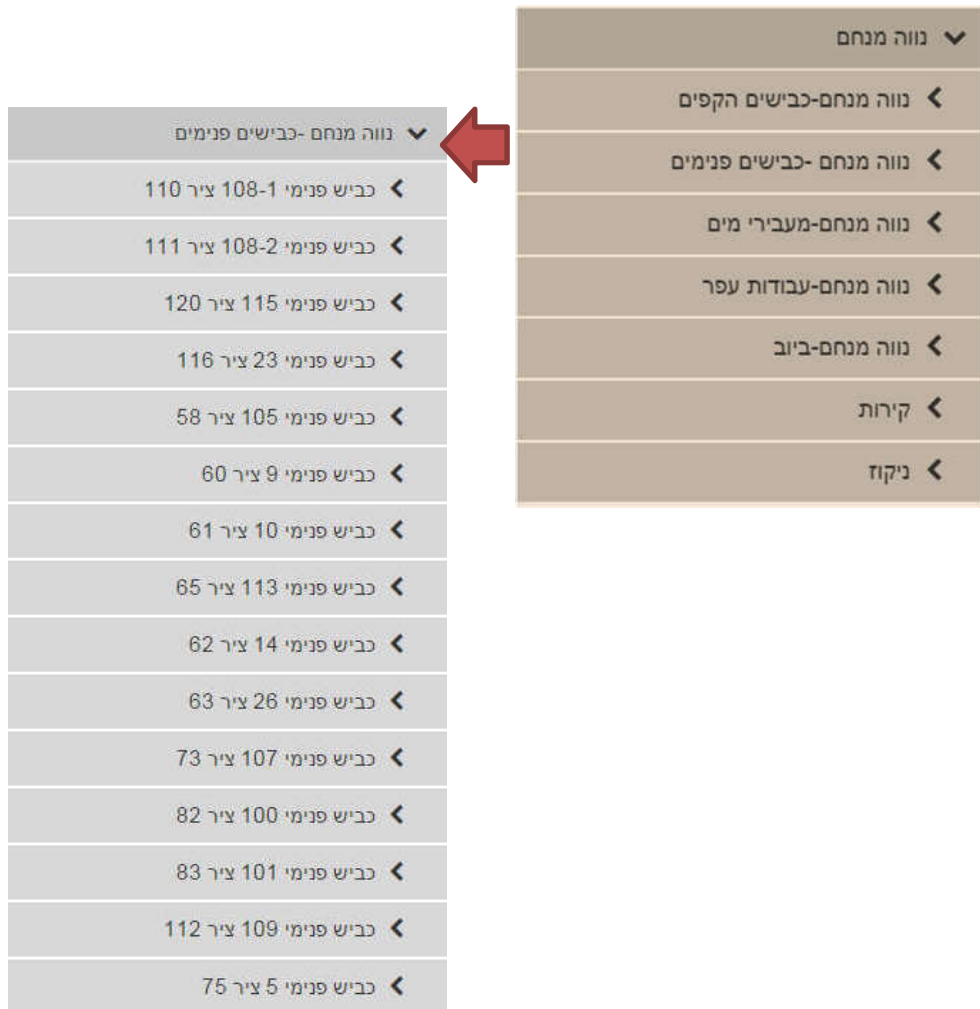 נווה מנחם
נווה מנחם-כבישים הקפים
נווה מנחם -כבישים פנימים
נווה מנחם-מעבירי מים
נווה מנחם-עבודות עפר
נווה מנחם-ביוב
קירות
ניקוז
נווה מנחם -כבישים פנימים
כביש פנימי 108-1 ציר 110
כביש פנימי 108-2 ציר 111
כביש פנימי 115 ציר 120
כביש פנימי 23 ציר 116
כביש פנימי 105 ציר 58
כביש פנימי 9 ציר 60
כביש פנימי 10 ציר 61
כביש פנימי 113 ציר 65
כביש פנימי 14 ציר 62
כביש פנימי 26 ציר 63
כביש פנימי 107 ציר 73
כביש פנימי 100 ציר 82
כביש פנימי 101 ציר 83
כביש פנימי 109 ציר 112
כביש פנימי 5 ציר 75